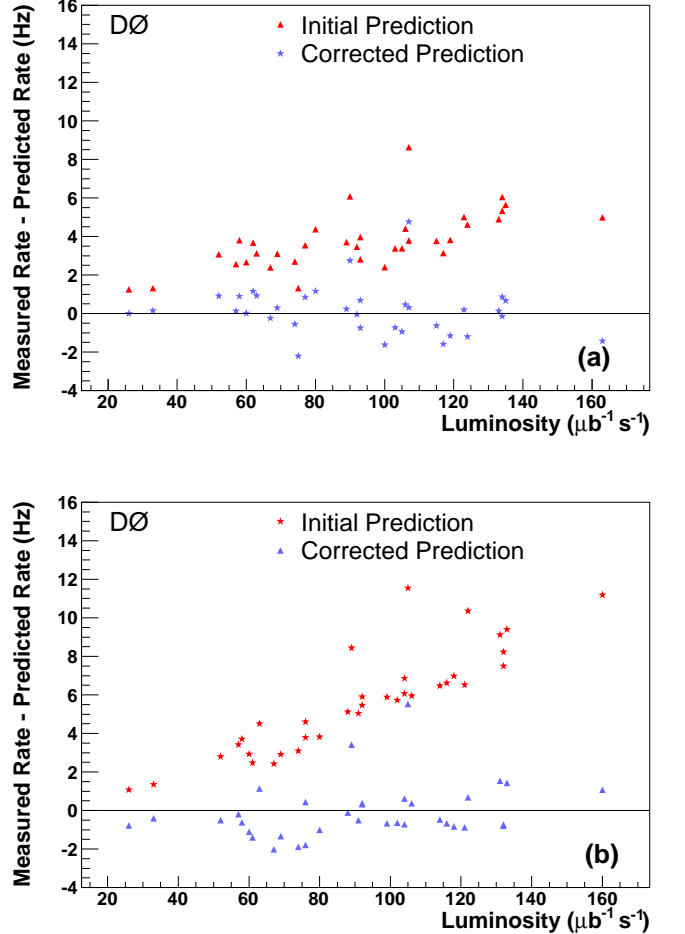 Measured Rate - Predicted Rate (Hz)
16
14
12
10
8
6
4
2
0
-2
-4
DØ
Initial Prediction
Corrected Prediction
(a)
20 40 60 80 100 120 140 160
Luminosity (μb⁻¹ s⁻¹)
Measured Rate - Predicted Rate (Hz)
16
14
12
10
8
6
4
2
0
-2
-4
DØ
Initial Prediction
Corrected Prediction
(b)
20 40 60 80 100 120 140 160
Luminosity (μb⁻¹ s⁻¹)